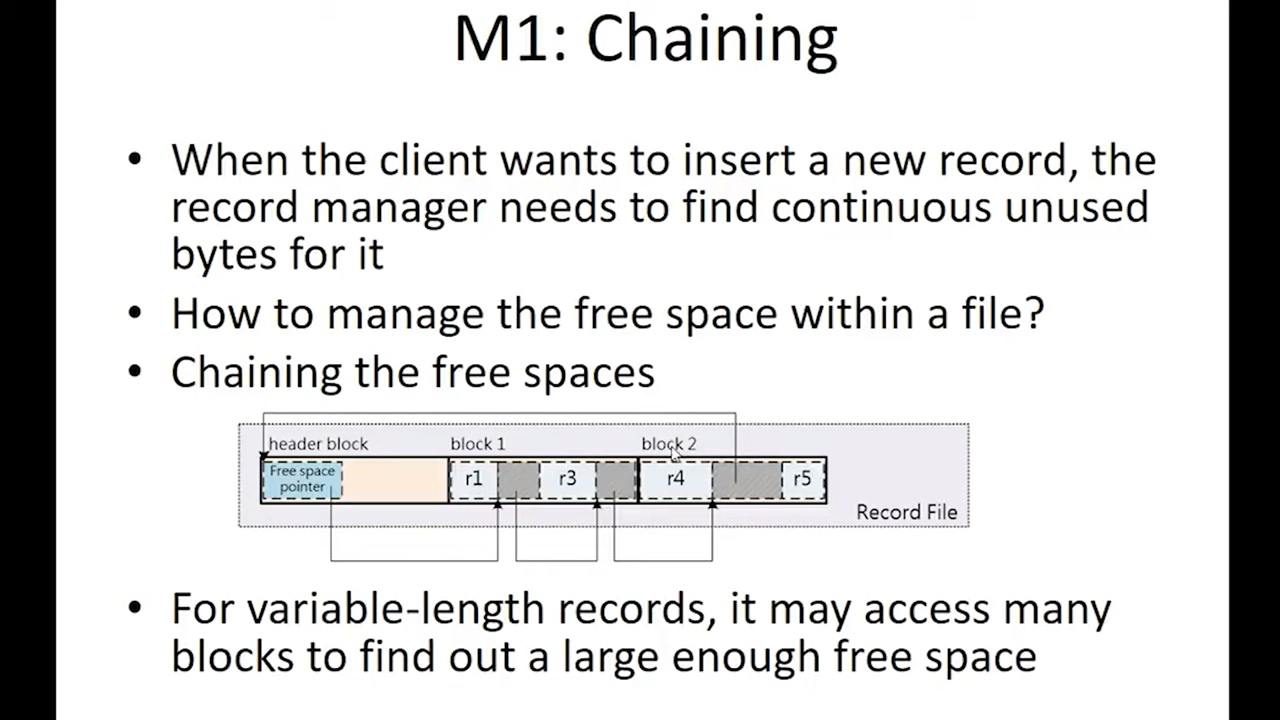 M1: Chaining
• When the client wants to insert a new record, the
record manager needs to find continuous unused
bytes for it
• How to manage the free space within a file?
• Chaining the free spaces
header block block 1 block 2
Free space
pointer
r1 r3 r4 r5
Record File
• For variable-length records, it may access many
blocks to find out a large enough free space